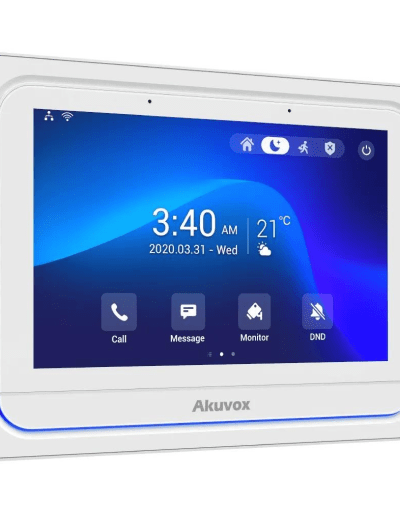 3:40 AM
21°C
2020.03.31 - Wed
Call
Message
Monitor
DND
Akuvox